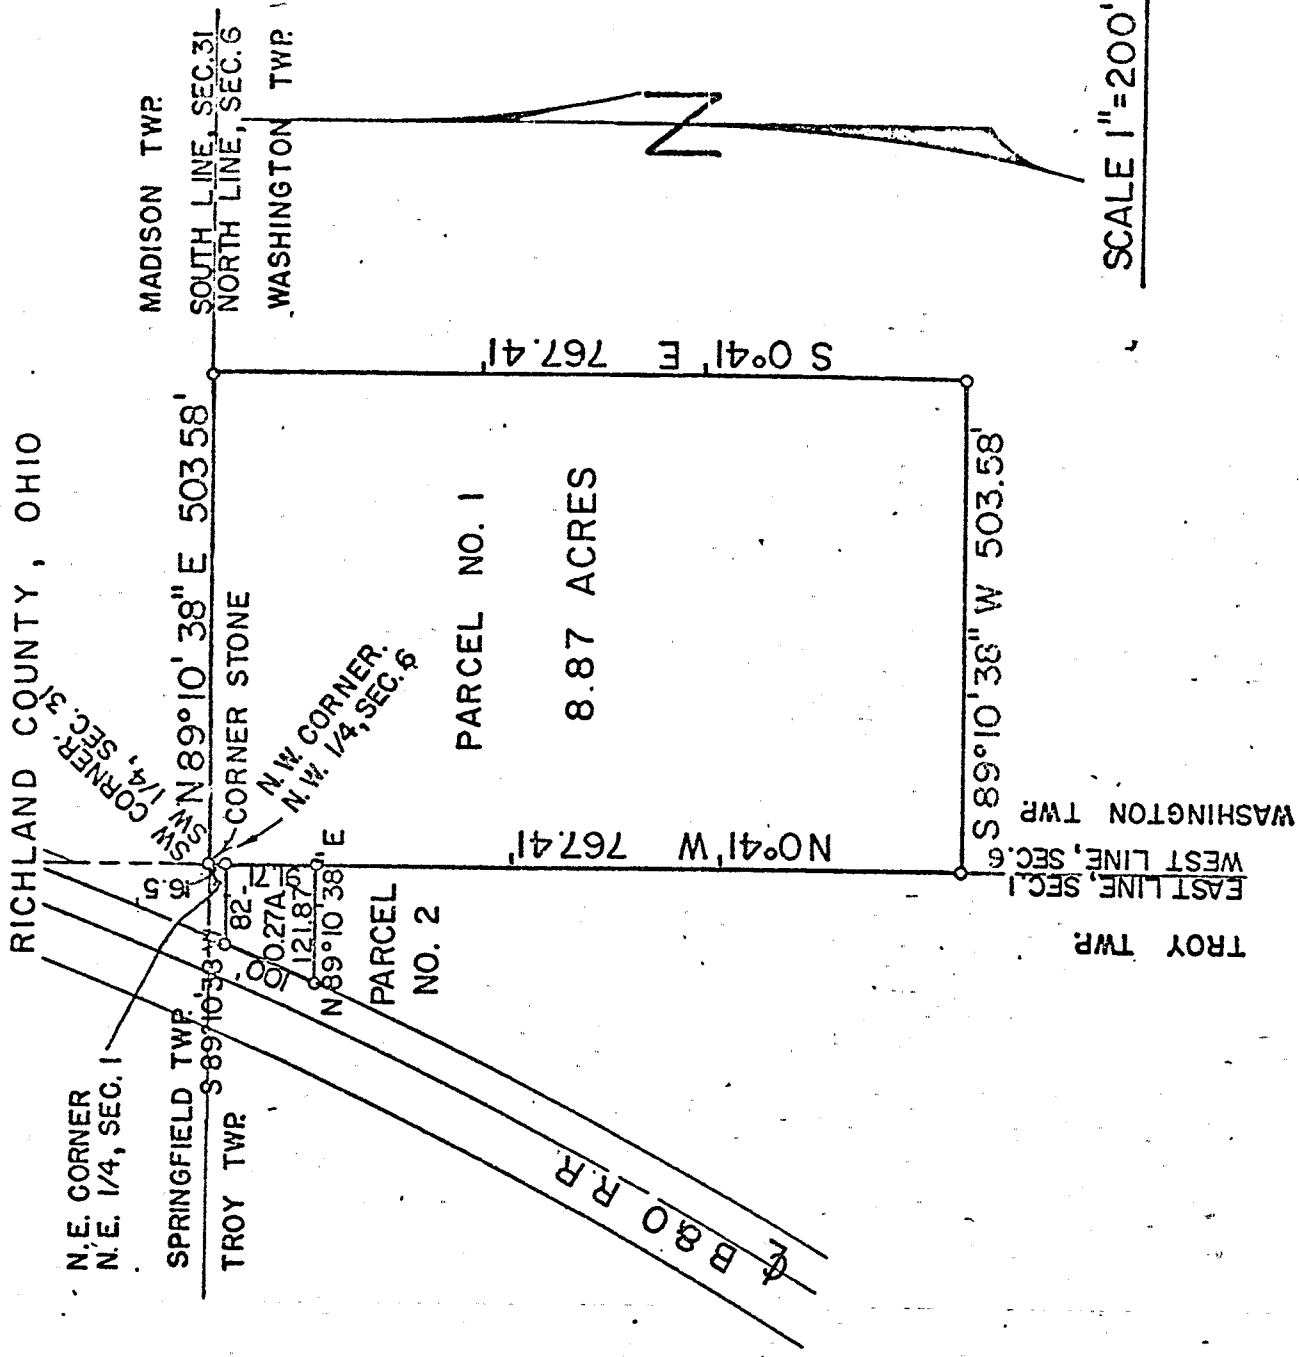 RICHLAND COUNTY, OHIO
MADISON TWP.
SOUTH LINE, SEC. 31
NORTH LINE, SEC. 6
WASHINGTON TWP.
SW CORNER
SW 1/4, SEC. 31
N 89°10'38" E 503.58'
CORNER STONE
N.W. CORNER.
N.W. 1/4, SEC. 6
N.E. CORNER
N.E. 1/4, SEC. 1
SPRINGFIELD TWP.
TROY TWP.
16.5'
82-
100'
0.27A
91.71
121.87
N 89°10'38" E
PARCEL
NO. 2
PARCEL NO. 1
8.87 ACRES
N 0°41' W 767.41'
S 0°41' E 767.41'
S 89°10'38" W 503.58'
WASHINGTON TWP.
WEST LINE, SEC. 6
EAST LINE, SEC. 1
TROY TWP.
℄ B&O R.R
N
SCALE 1"=200'